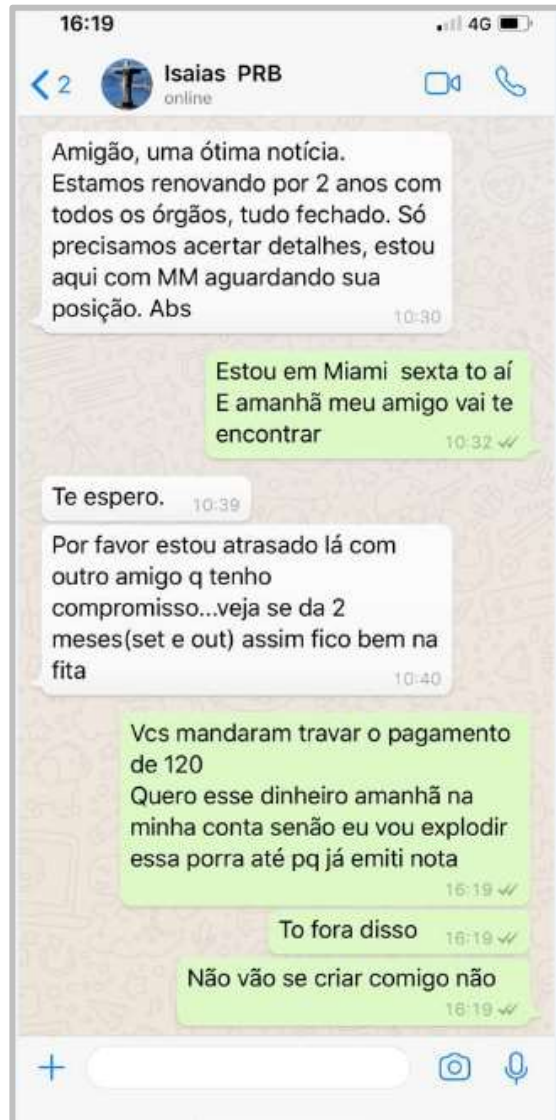 16:19
4G
2
Isaias PRB
online
Amigão, uma ótima notícia.
Estamos renovando por 2 anos com
todos os órgãos, tudo fechado. Só
precisamos acertar detalhes, estou
aqui com MM aguardando sua
posição. Abs
10:30
Estou em Miami sexta to aí
E amanhã meu amigo vai te
encontrar
10:32
Te espero.
10:39
Por favor estou atrasado lá com
outro amigo q tenho
compromisso...veja se da 2
meses(set e out) assim fico bem na
fita
10:40
Vcs mandaram travar o pagamento
de 120
Quero esse dinheiro amanhã na
minha conta senão eu vou explodir
essa porra até pq já emiti nota
16:19
To fora disso
16:19
Não vão se criar comigo não
16:19